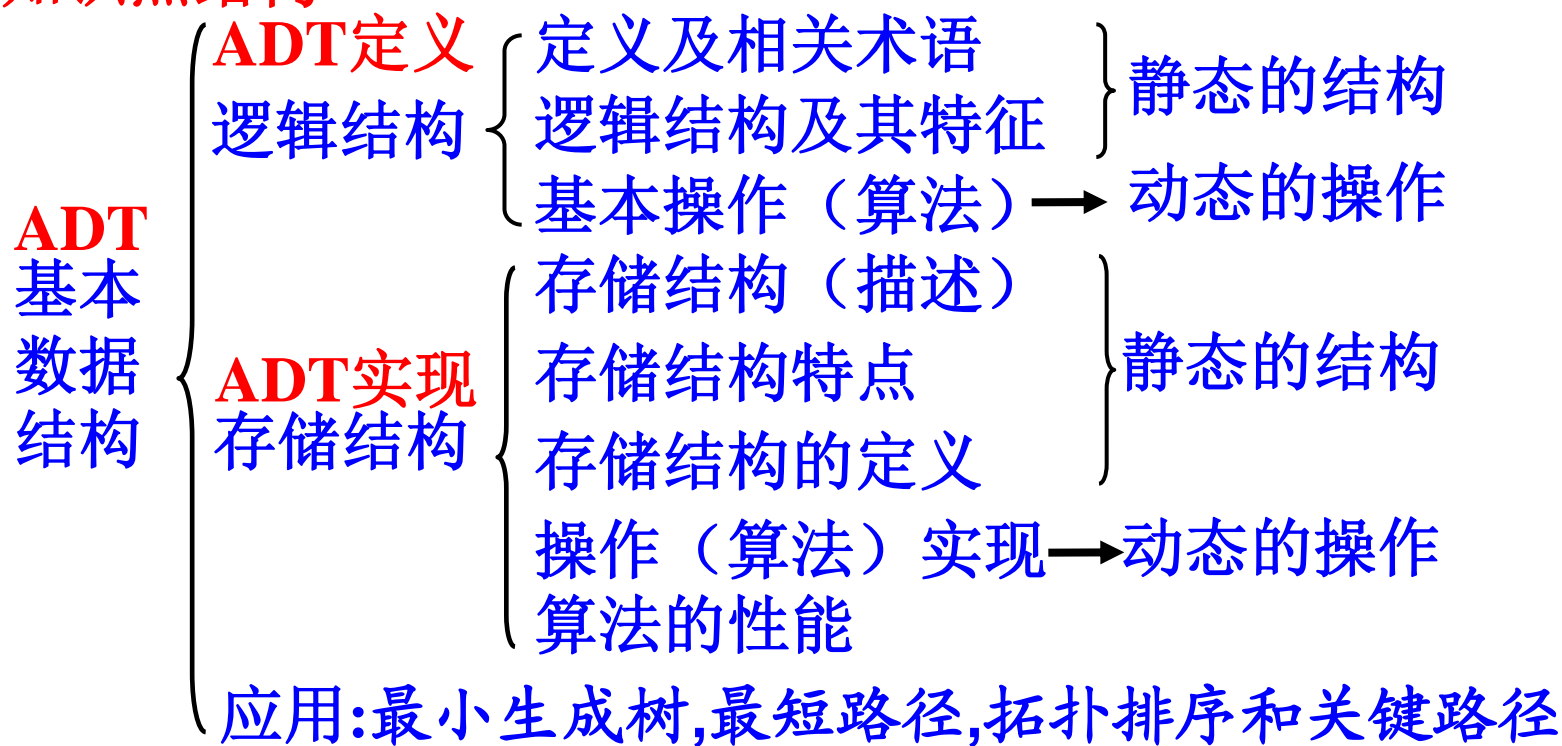 ADT定义
逻辑结构
定义及相关术语
逻辑结构及其特征
基本操作（算法）
静态的结构
动态的操作
ADT
基本
数据
结构
ADT实现
存储结构
存储结构（描述）
存储结构特点
存储结构的定义
操作（算法）实现
算法的性能
静态的结构
动态的操作
应用:最小生成树,最短路径,拓扑排序和关键路径